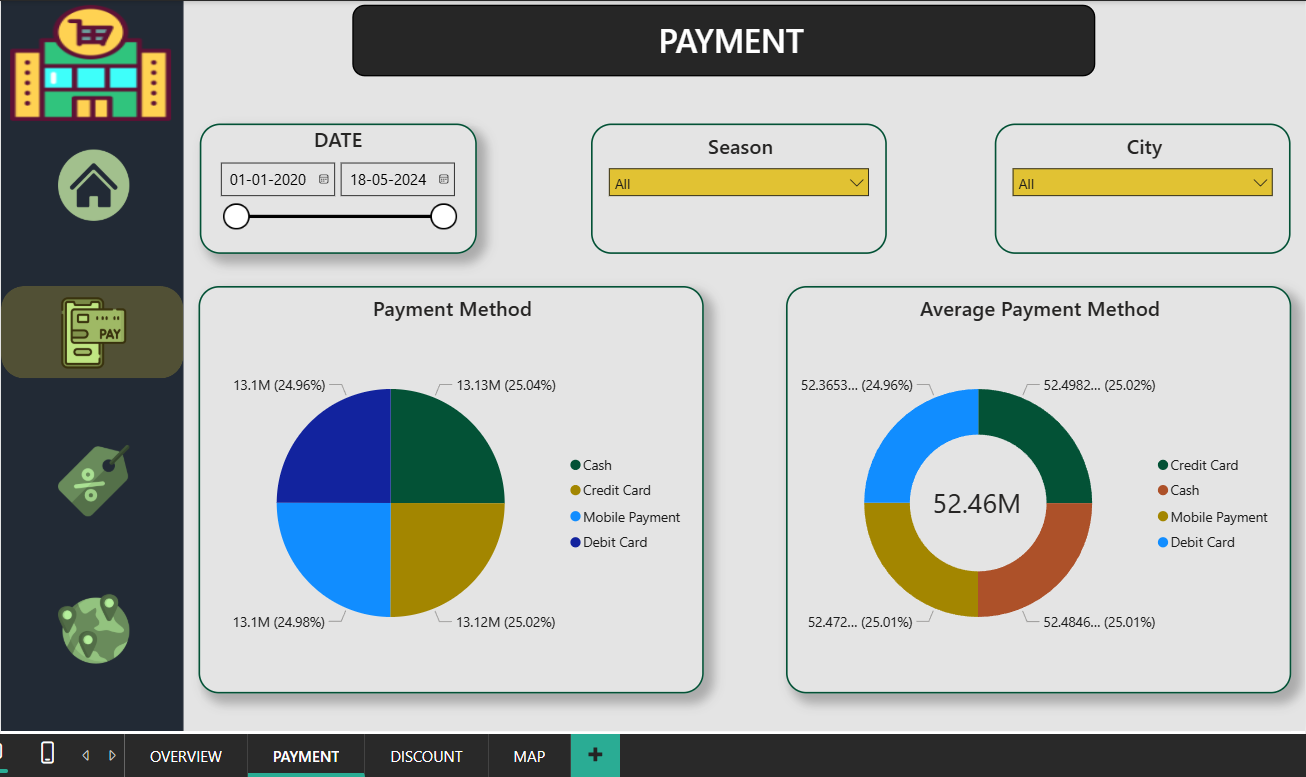 PAYMENT
DATE
01-01-2020
18-05-2024
Season
All
City
All
PAY
Payment Method
13.1M (24.96%)
13.13M (25.04%)
13.1M (24.98%)
13.12M (25.02%)
Cash
Credit Card
Mobile Payment
Debit Card
Average Payment Method
52.3653... (24.96%)
52.4982... (25.02%)
52.46M
52.472... (25.01%)
52.4846... (25.01%)
Credit Card
Cash
Mobile Payment
Debit Card
OVERVIEW
PAYMENT
DISCOUNT
MAP